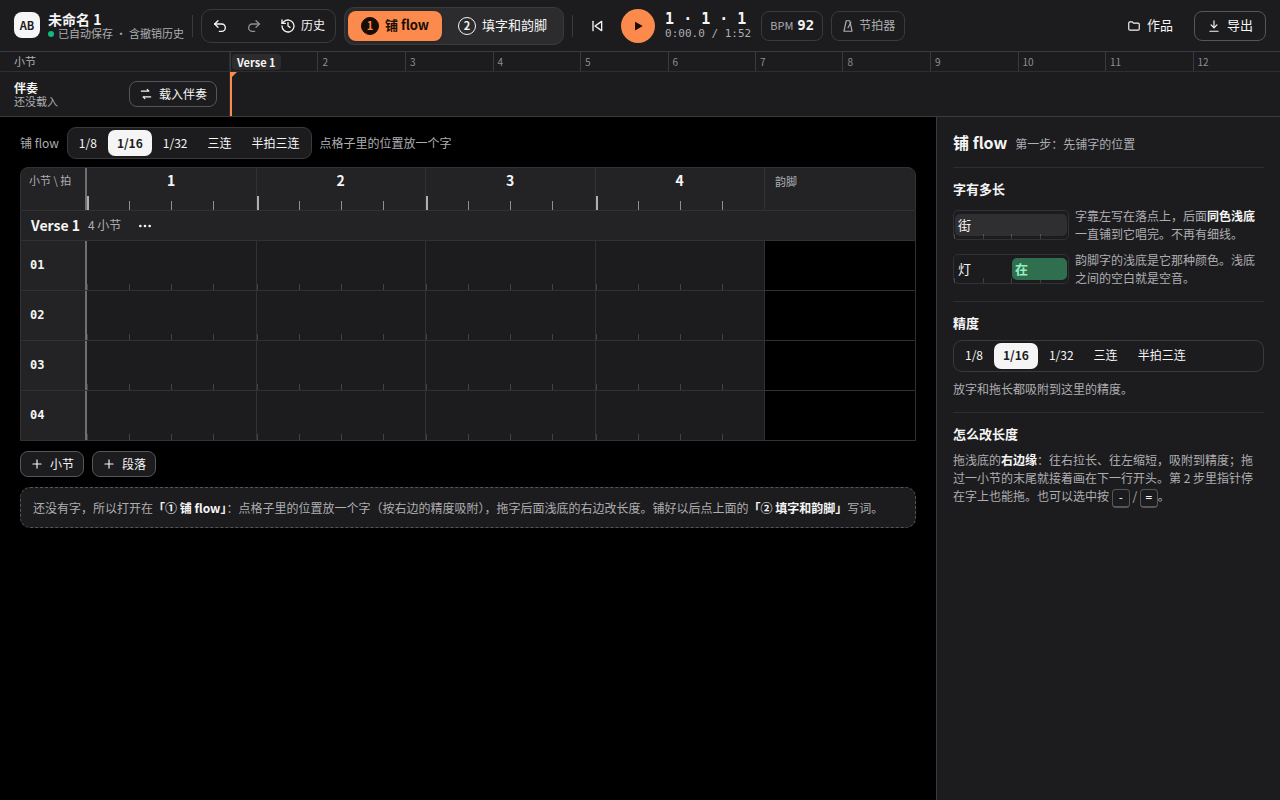 AB 未命名 1
已自动保存 · 含撤销历史
历史
1 铺 flow
2 填字和韵脚
1 · 1 · 1
0:00.0 / 1:52
BPM 92
节拍器
作品
导出
小节 Verse 1 2 3 4 5 6 7 8 9 10 11 12
伴奏
还没载入
载入伴奏
铺 flow 1/8 1/16 1/32 三连 半拍三连 点格子里的位置放一个字
小节 \ 拍 1 2 3 4 韵脚
Verse 1 4 小节 ···
01
02
03
04
+ 小节 + 段落
还没有字，所以打开在「① 铺 flow」：点格子里的位置放一个字（按右边的精度吸附），拖字后面浅底的右边改长度。铺好以后点上面的「② 填字和韵脚」写词。
铺 flow 第一步：先铺字的位置
字有多长
街
字靠左写在落点上，后面同色浅底
一直铺到它唱完。不再有细线。
灯 在
韵脚字的浅底是它那种颜色。浅底
之间的空白就是空音。
精度
1/8 1/16 1/32 三连 半拍三连
放字和拖长都吸附到这里的精度。
怎么改长度
拖浅底的右边缘：往右拉长、往左缩短，吸附到精度；拖
过一小节的末尾就接着画在下一行开头。第 2 步里指针停
在字上也能拖。也可以选中按 - / = 。